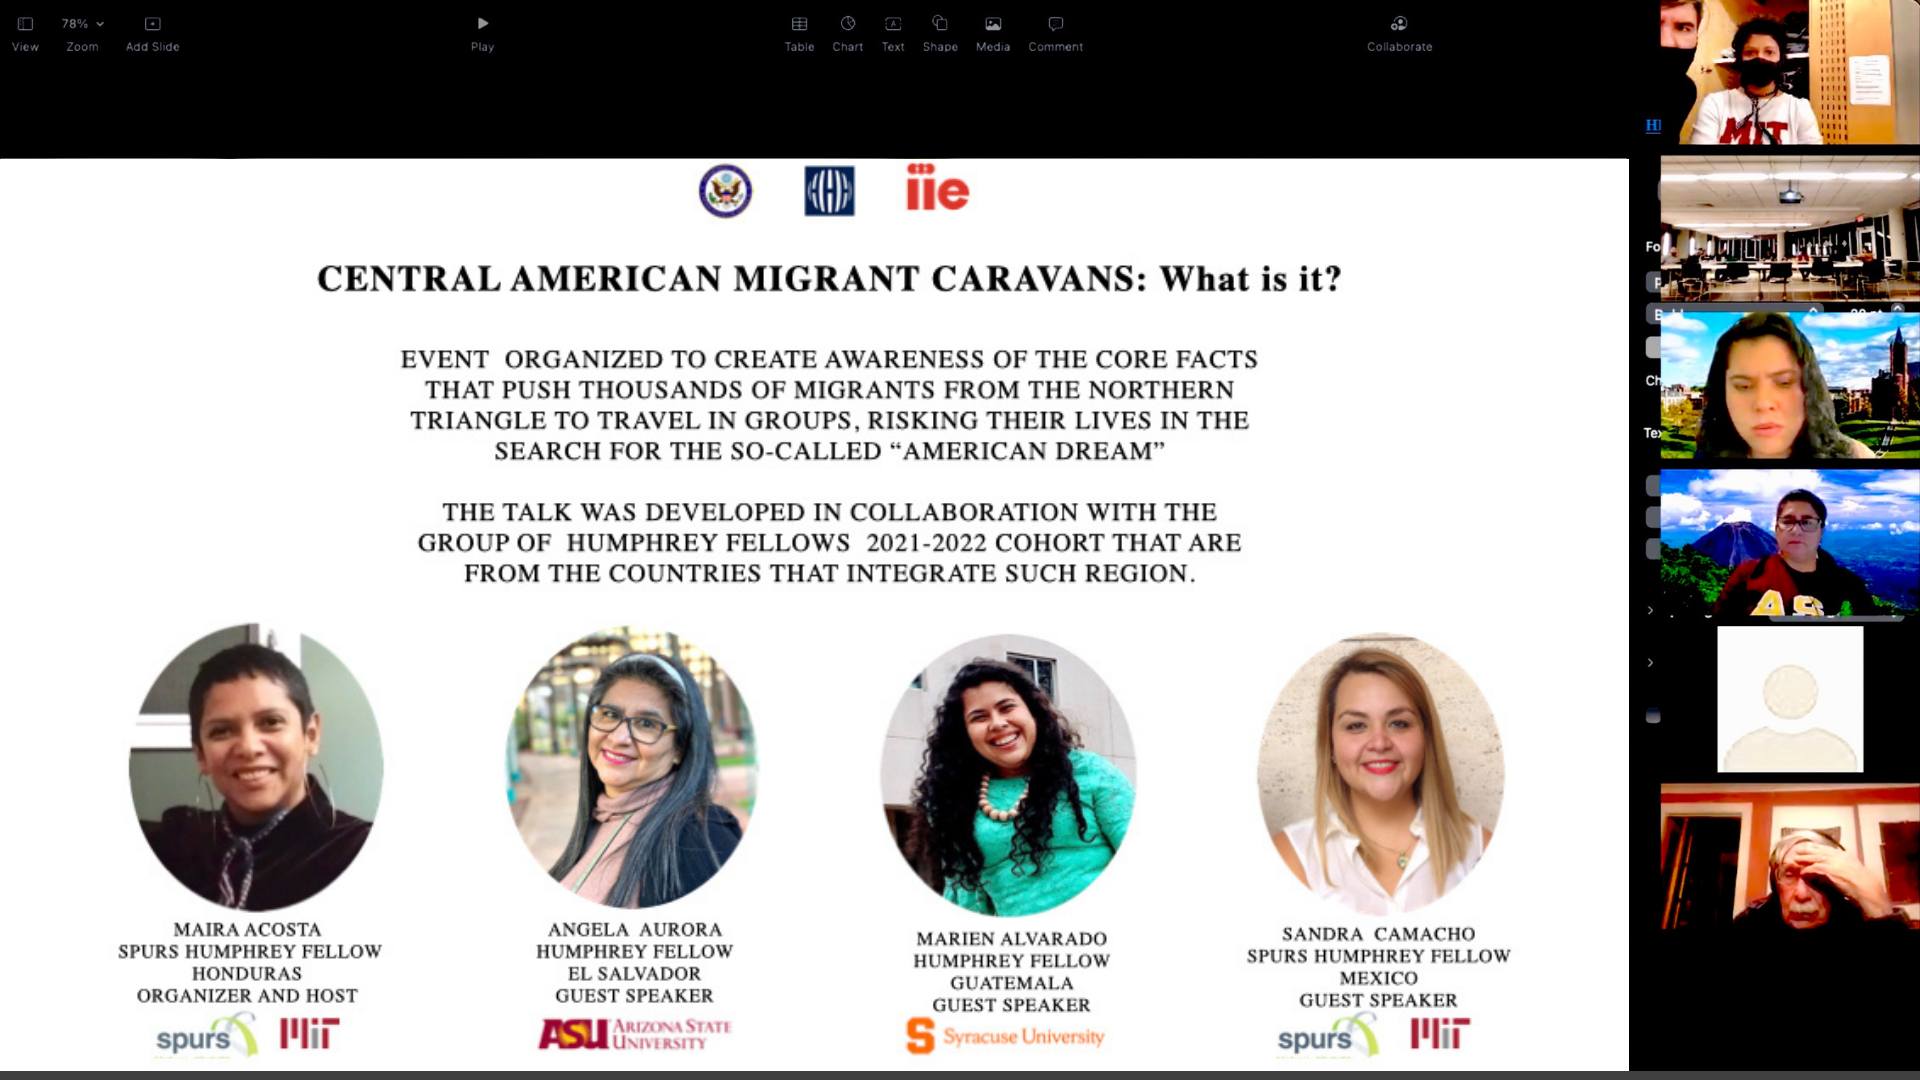 78%
View
Zoom
Add Slide
Play
Table
Chart
Text
Shape
Media
Comment
Collaborate
iie
CENTRAL AMERICAN MIGRANT CARAVANS: What is it?
EVENT ORGANIZED TO CREATE AWARENESS OF THE CORE FACTS
THAT PUSH THOUSANDS OF MIGRANTS FROM THE NORTHERN
TRIANGLE TO TRAVEL IN GROUPS, RISKING THEIR LIVES IN THE
SEARCH FOR THE SO-CALLED “AMERICAN DREAM”
THE TALK WAS DEVELOPED IN COLLABORATION WITH THE
GROUP OF HUMPHREY FELLOWS 2021-2022 COHORT THAT ARE
FROM THE COUNTRIES THAT INTEGRATE SUCH REGION.
MAIRA ACOSTA
SPURS HUMPHREY FELLOW
HONDURAS
ORGANIZER AND HOST
spurs MIT
ANGELA AURORA
HUMPHREY FELLOW
EL SALVADOR
GUEST SPEAKER
ASU ARIZONA STATE
UNIVERSITY
MARIEN ALVARADO
HUMPHREY FELLOW
GUATEMALA
GUEST SPEAKER
S Syracuse University
SANDRA CAMACHO
SPURS HUMPHREY FELLOW
MEXICO
GUEST SPEAKER
spurs MIT
MIT
AS